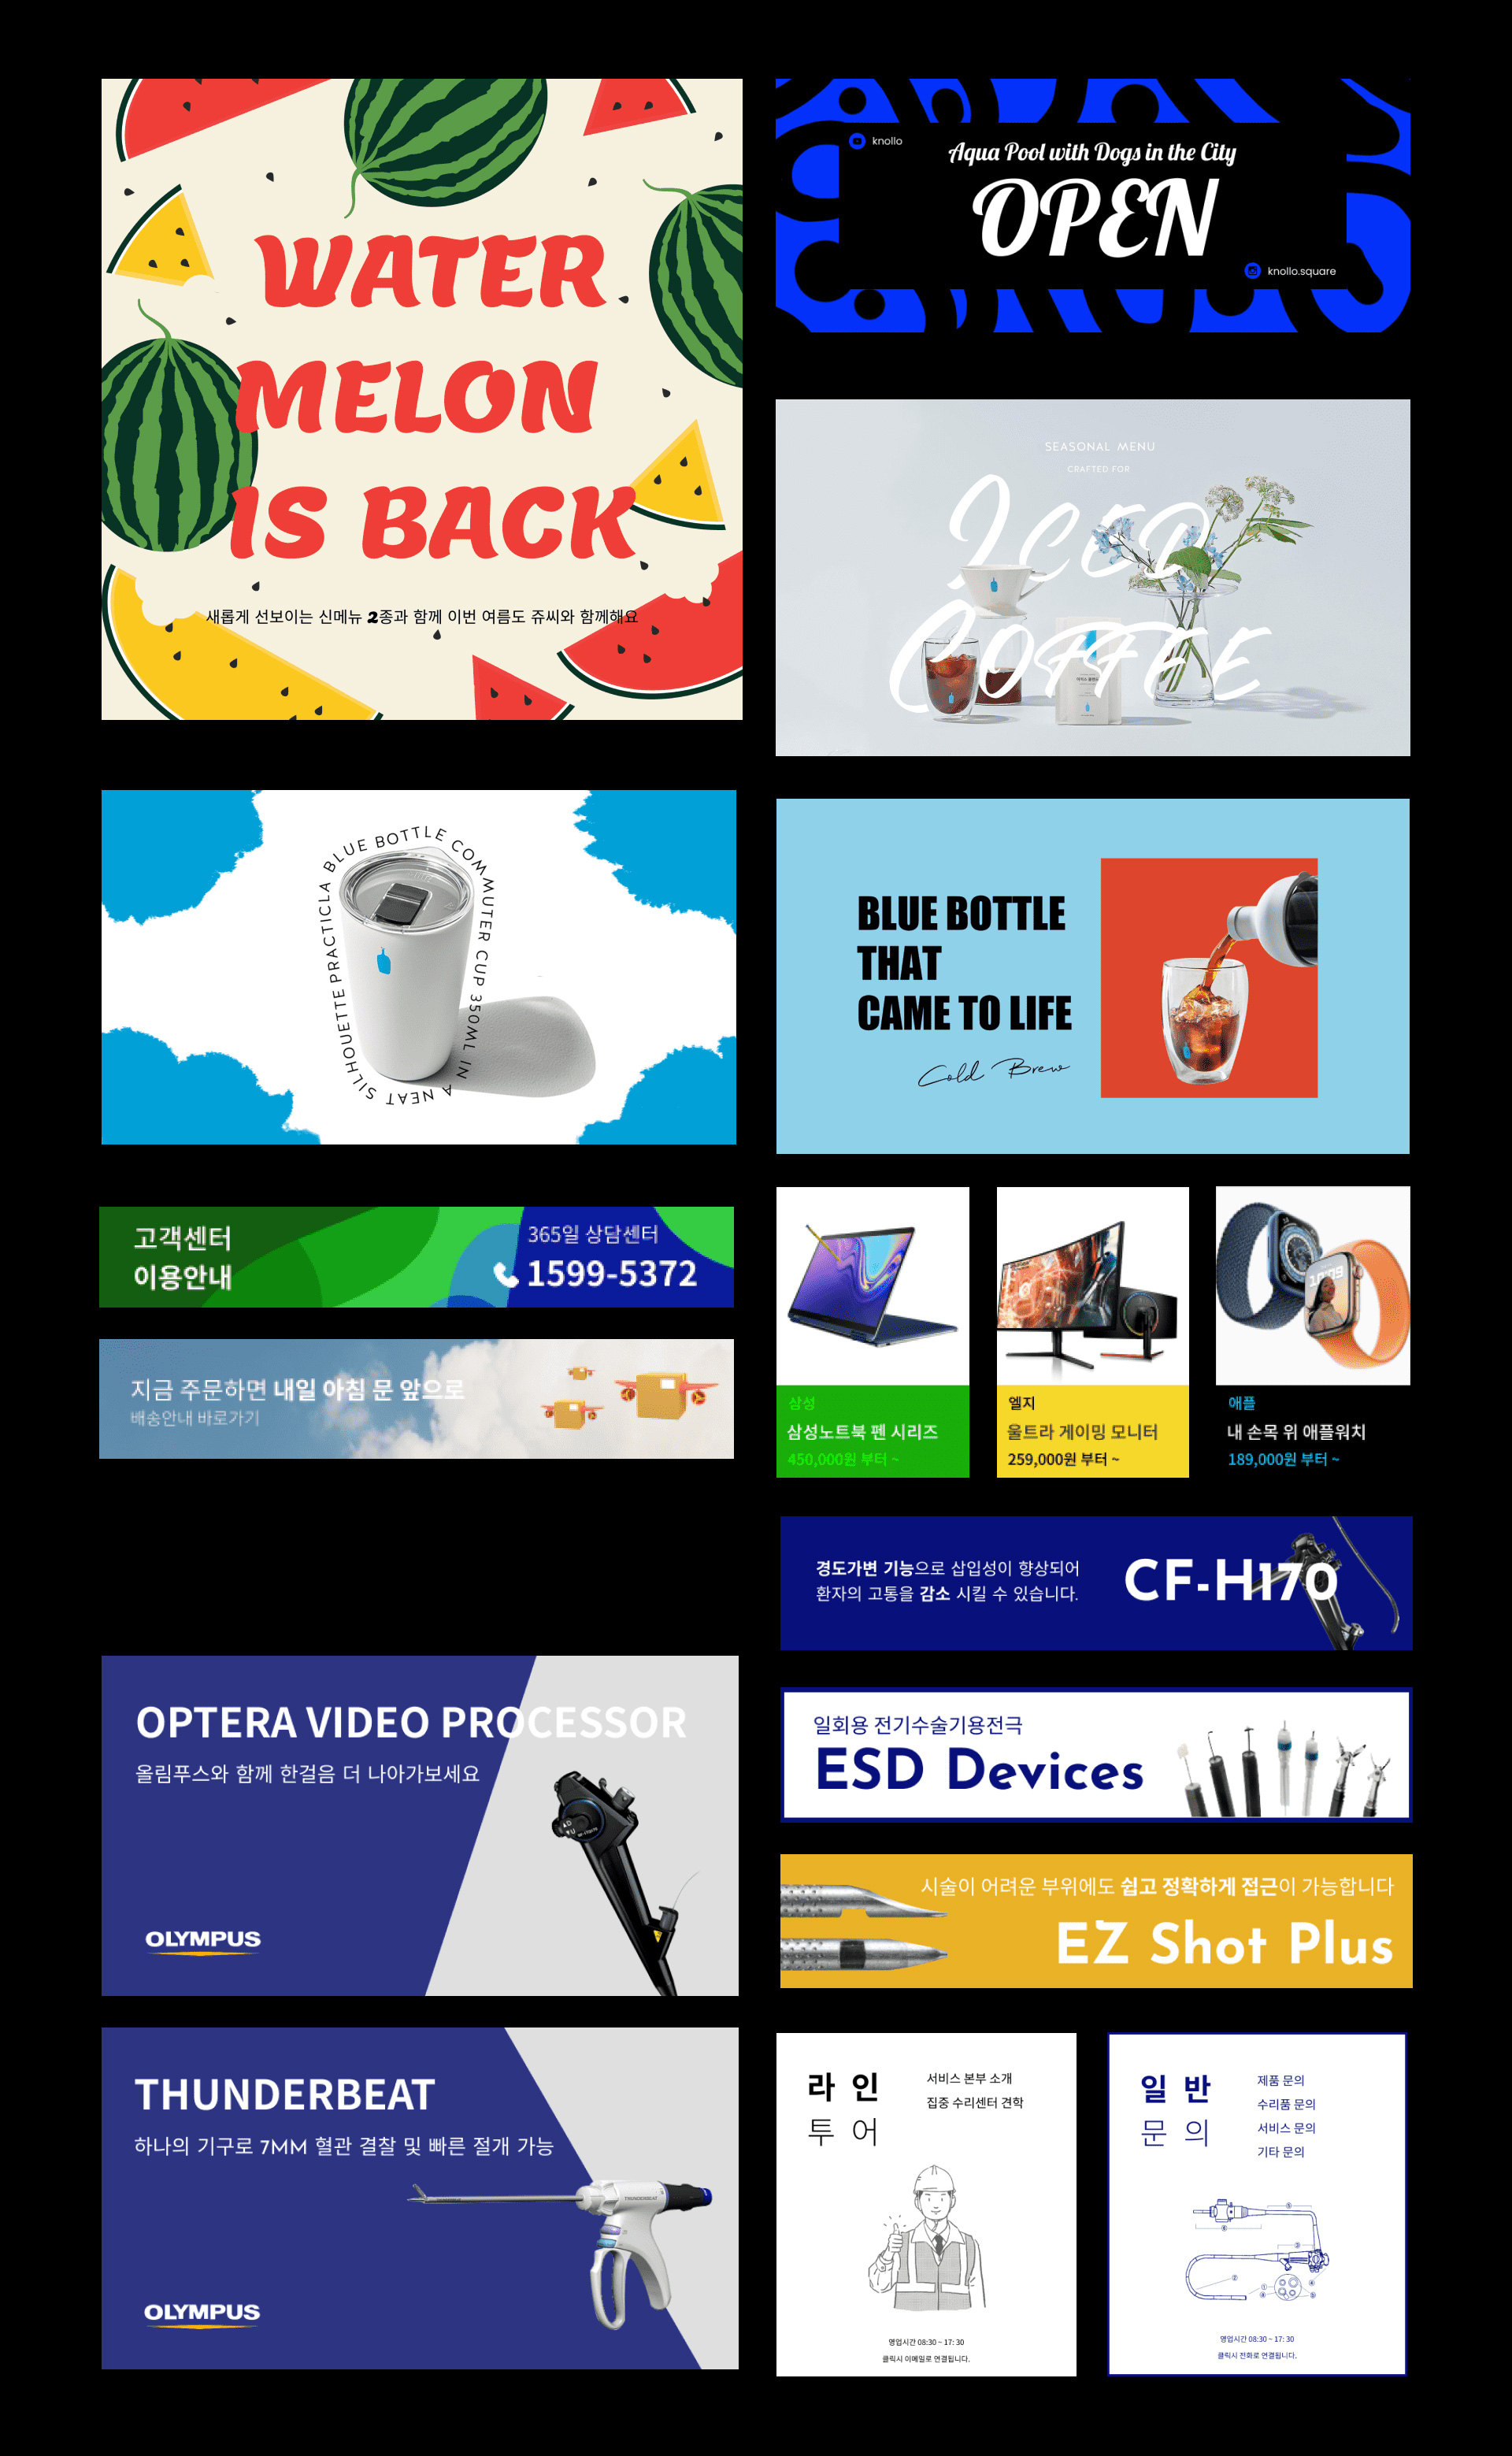 WATER
MELON
IS BACK
새롭게 선보이는 신메뉴 2종과 함께 이번 여름도 쥬씨와 함께해요
knollo
Aqua Pool with Dogs in the City
OPEN
knollo.square
SEASONAL MENU
CRAFTED FOR
ICED
COFFEE
BLUE BOTTLE COMMUTER CUP 350ML IN A NEAT SILHOUETTE PRACTICLA
BLUE BOTTLE
THAT
CAME TO LIFE
Cold Brew
고객센터
이용안내
365일 상담센터
1599-5372
지금 주문하면 내일 아침 문 앞으로
배송안내 바로가기
삼성
삼성노트북 펜 시리즈
450,000원 부터 ~
엘지
울트라 게이밍 모니터
259,000원 부터 ~
10:09
애플
내 손목 위 애플워치
189,000원 부터 ~
경도가변 기능으로 삽입성이 향상되어
환자의 고통을 감소 시킬 수 있습니다.
CF-H170
OPTERA VIDEO PROCESSOR
올림푸스와 함께 한걸음 더 나아가보세요
OLYMPUS
일회용 전기수술기용전극
ESD Devices
시술이 어려운 부위에도 쉽고 정확하게 접근이 가능합니다
EZ Shot Plus
THUNDERBEAT
하나의 기구로 7MM 혈관 결찰 및 빠른 절개 가능
THUNDERBEAT
OLYMPUS
라인
투어
서비스 본부 소개
집중 수리센터 견학
영업시간 08:30 ~ 17: 30
클릭시 이메일로 연결됩니다.
일반
문의
제품 문의
수리품 문의
서비스 문의
기타 문의
영업시간 08:30 ~ 17: 30
클릭시 전화로 연결됩니다.